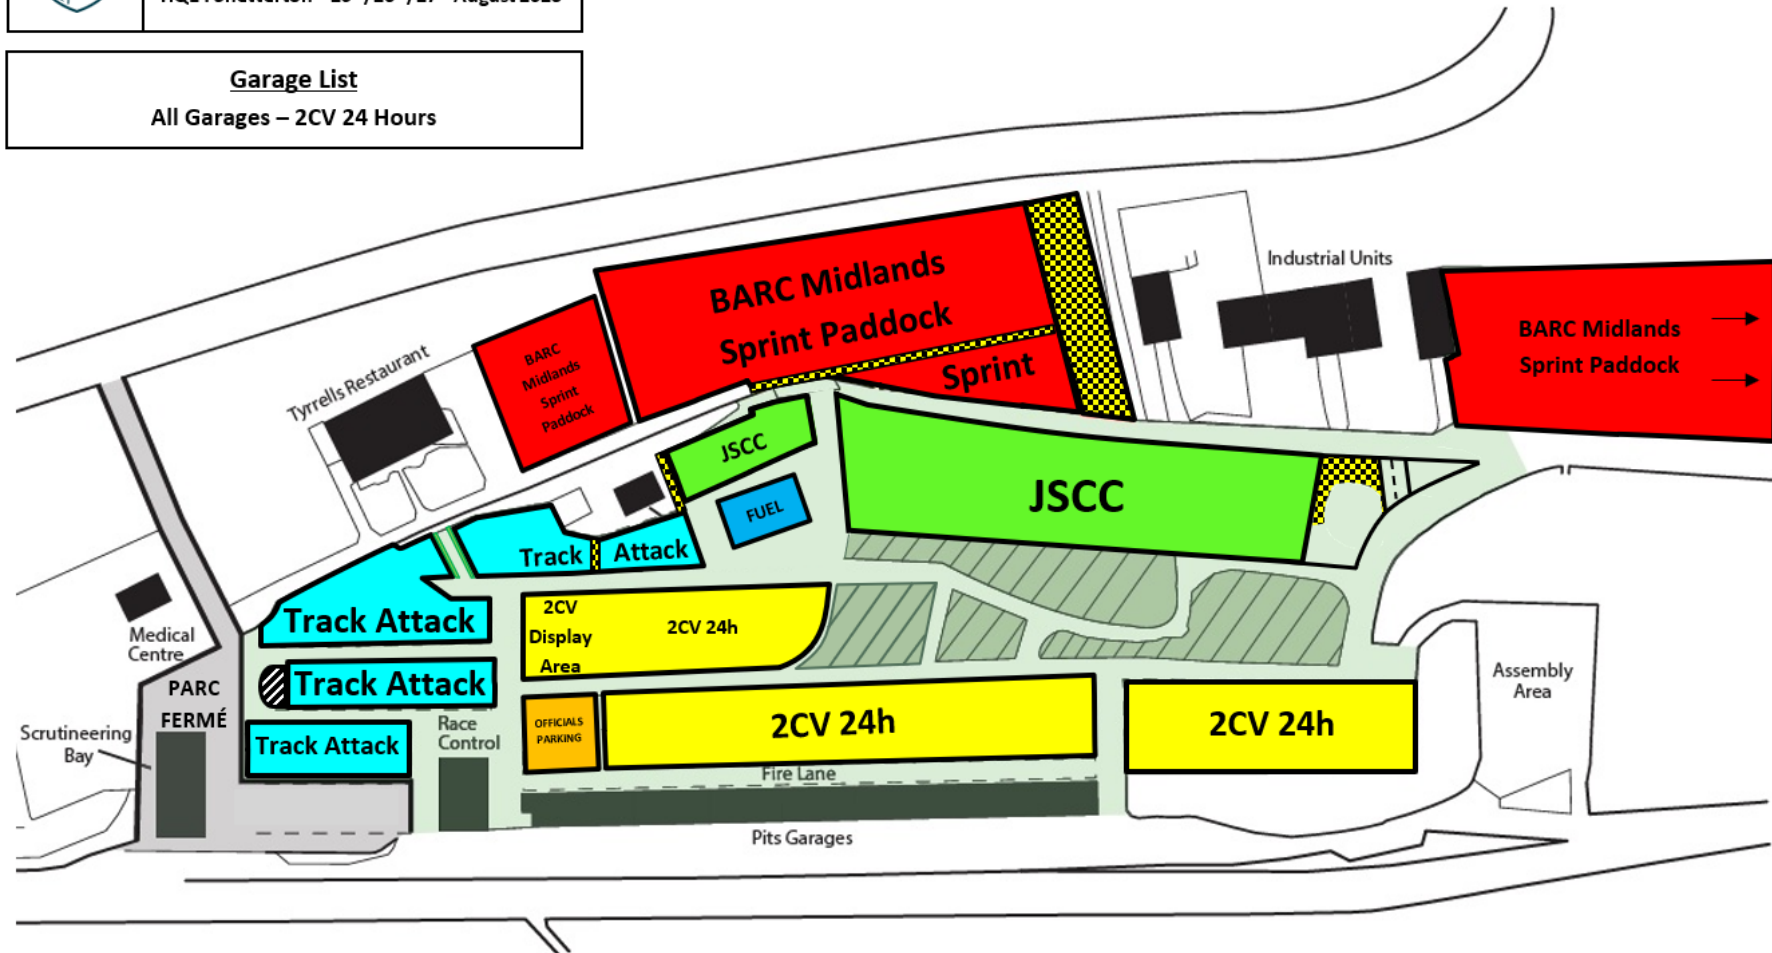 August 2023
Garage List
All Garages – 2CV 24 Hours
BARC Midlands
Sprint Paddock
Sprint
BARC
Midlands
Sprint
Paddock
Industrial Units
BARC Midlands
Sprint Paddock
Tyrrells Restaurant
JSCC
JSCC
FUEL
Track
Attack
Track Attack
Track Attack
Track Attack
2CV
Display
Area
2CV 24h
Medical
Centre
PARC
FERMÉ
Scrutineering
Bay
Race
Control
OFFICIALS
PARKING
2CV 24h
2CV 24h
Assembly
Area
Fire Lane
Pits Garages